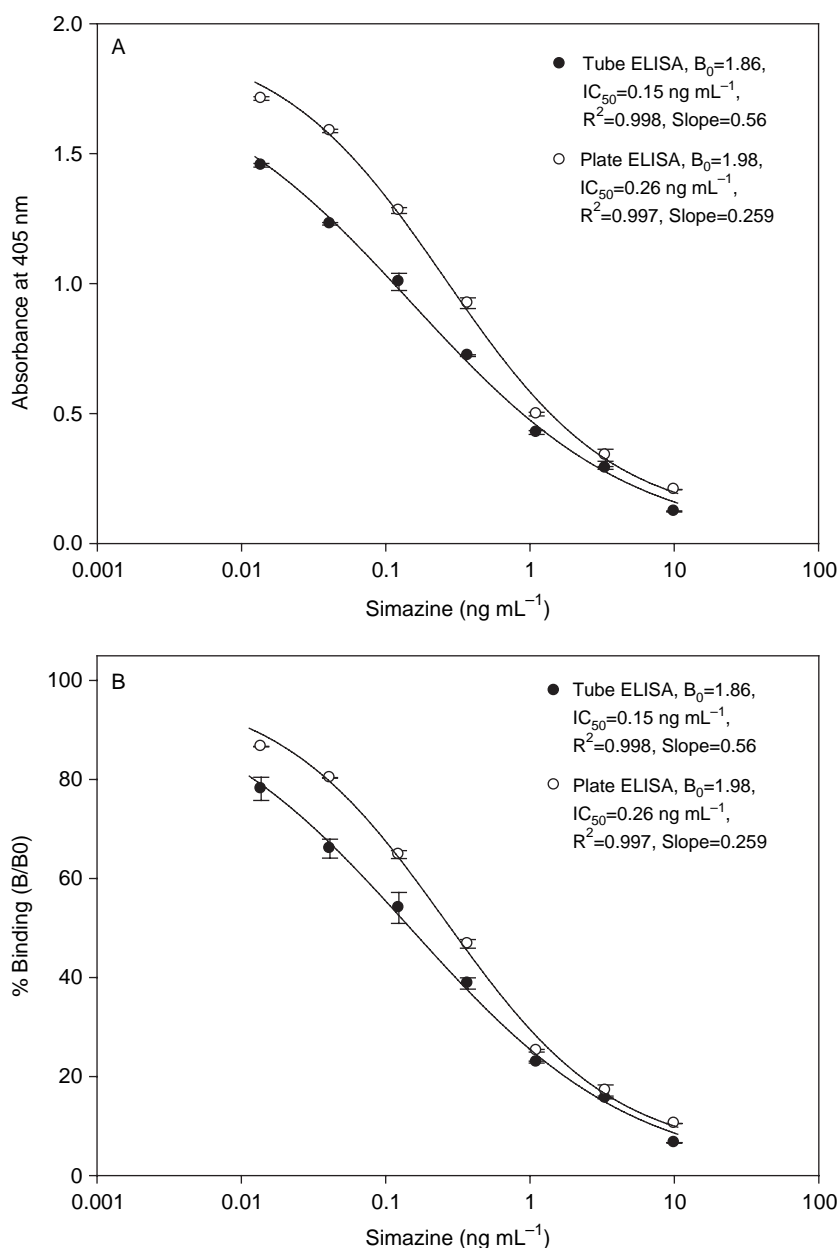 A
2.0
1.5
1.0
0.5
0.0
Absorbance at 405 nm
Tube ELISA, B₀=1.86,
IC₅₀=0.15 ng mL⁻¹,
R²=0.998, Slope=0.56
Plate ELISA, B₀=1.98,
IC₅₀=0.26 ng mL⁻¹,
R²=0.997, Slope=0.259
0.001 0.01 0.1 1 10 100
Simazine (ng mL⁻¹)
B
100
80
60
40
20
0
% Binding (B/B0)
Tube ELISA, B₀=1.86,
IC₅₀=0.15 ng mL⁻¹,
R²=0.998, Slope=0.56
Plate ELISA, B₀=1.98,
IC₅₀=0.26 ng mL⁻¹,
R²=0.997, Slope=0.259
0.001 0.01 0.1 1 10 100
Simazine (ng mL⁻¹)